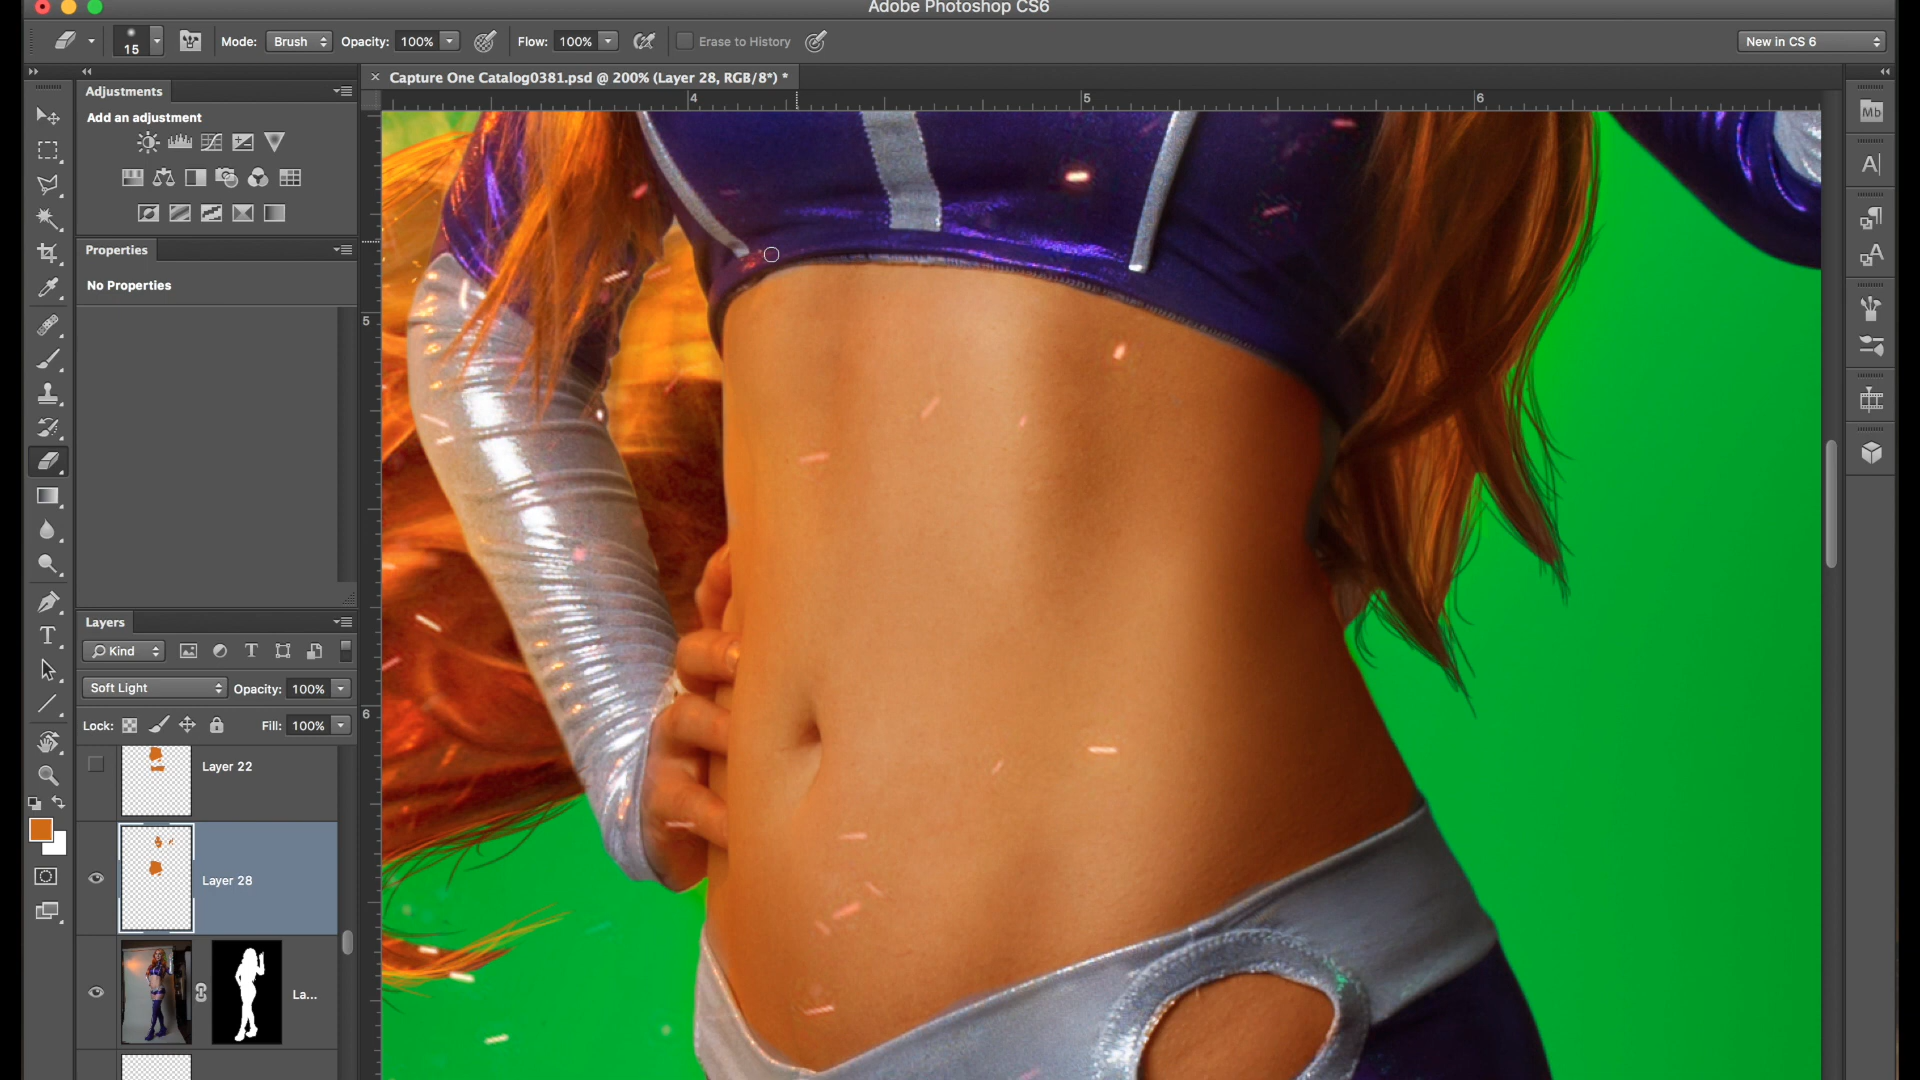 Adobe Photoshop CS6
15
Mode: Brush Opacity: 100% Flow: 100% Erase to History New in CS 6
Capture One Catalog0381.psd @ 200% (Layer 28, RGB/8*) *
Adjustments
Add an adjustment
Properties
No Properties
4 5 6
5
6
Layers
Kind
Soft Light Opacity: 100%
Lock: Fill: 100%
Layer 22
Layer 28
La...
Mb